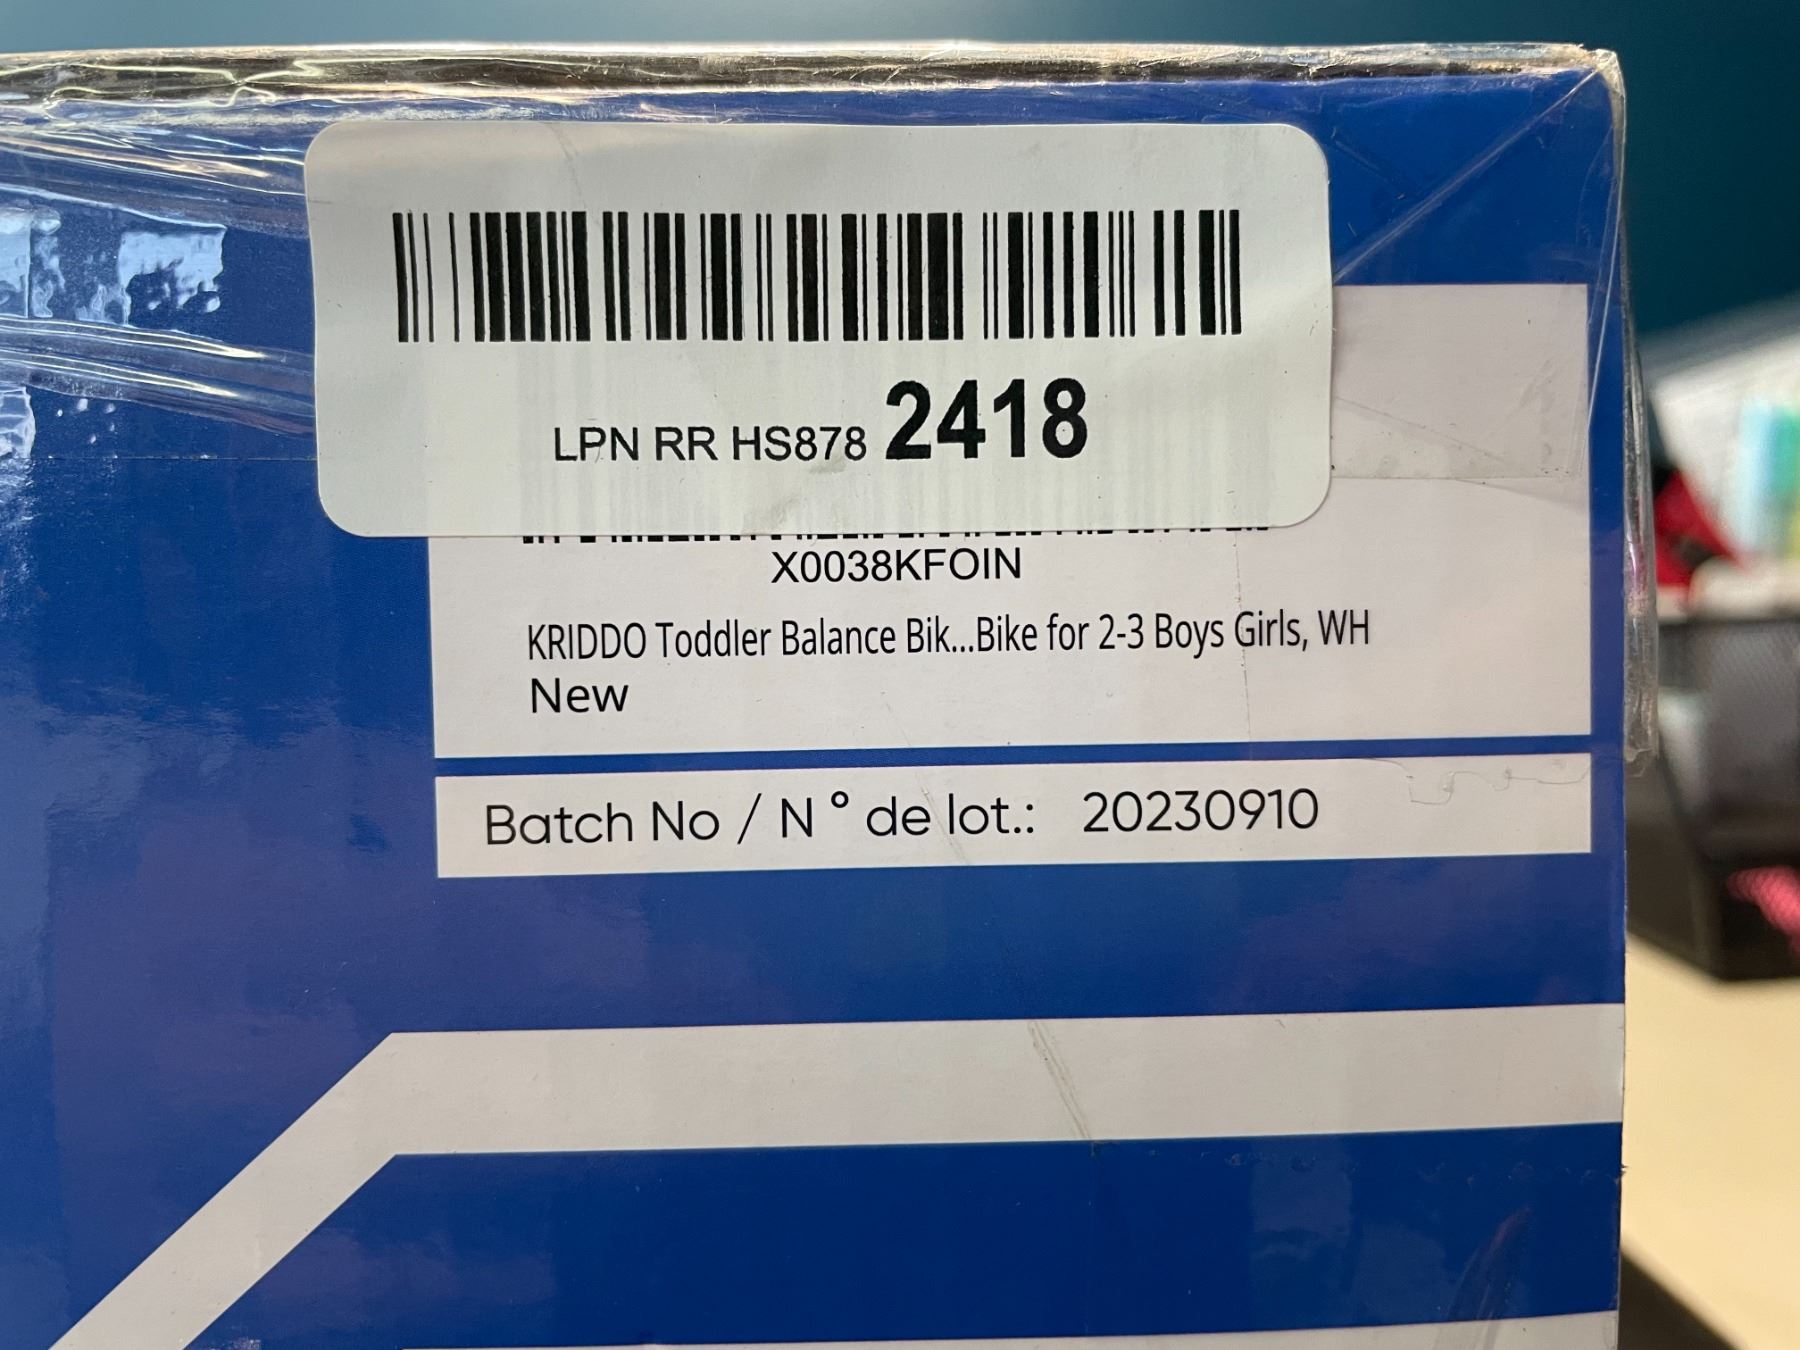 LPN RR HS878 2418
X0038KFOIN
KRIDDO Toddler Balance Bik...Bike for 2-3 Boys Girls, WH
New
Batch No / N° de lot.: 20230910